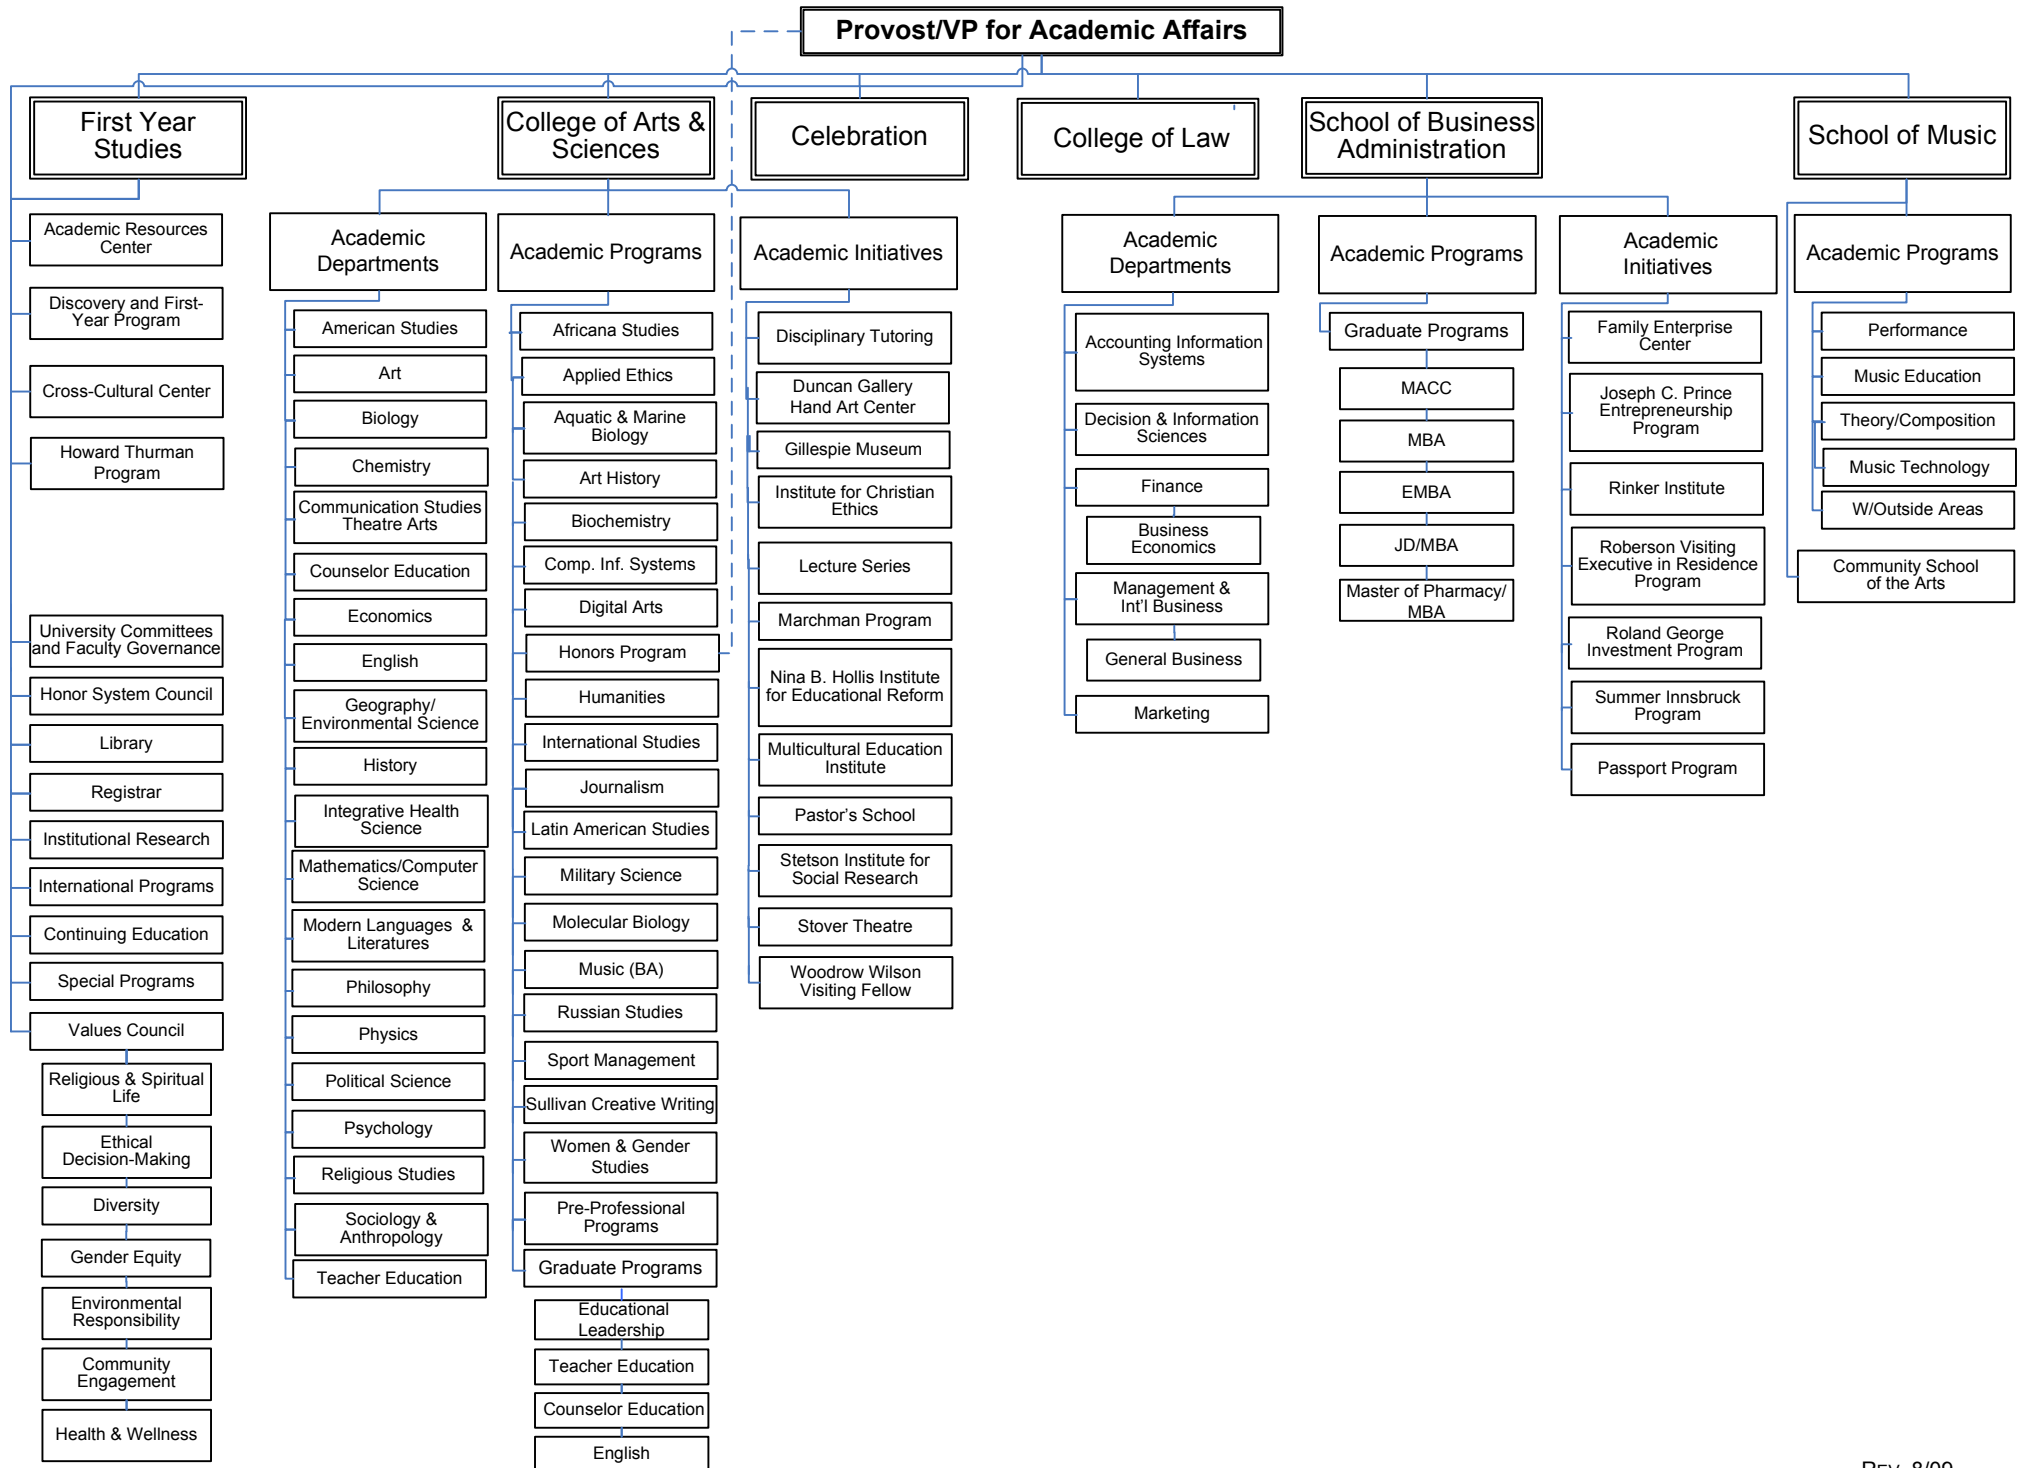 Provost/VP for Academic Affairs
First Year
Studies
College of Arts &
Sciences
Celebration
College of Law
School of Business
Administration
School of Music
Academic Resources
Center
Discovery and First-
Year Program
Cross-Cultural Center
Howard Thurman
Program
University Committees
and Faculty Governance
Honor System Council
Library
Registrar
Institutional Research
International Programs
Continuing Education
Special Programs
Values Council
Religious & Spiritual
Life
Ethical
Decision-Making
Diversity
Gender Equity
Environmental
Responsibility
Community
Engagement
Health & Wellness
Academic
Departments
American Studies
Art
Biology
Chemistry
Communication Studies
Theatre Arts
Counselor Education
Economics
English
Geography/
Environmental Science
History
Integrative Health
Science
Mathematics/Computer
Science
Modern Languages &
Literatures
Philosophy
Physics
Political Science
Psychology
Religious Studies
Sociology &
Anthropology
Teacher Education
Academic Programs
Africana Studies
Applied Ethics
Aquatic & Marine
Biology
Art History
Biochemistry
Comp. Inf. Systems
Digital Arts
Honors Program
Humanities
International Studies
Journalism
Latin American Studies
Military Science
Molecular Biology
Music (BA)
Russian Studies
Sport Management
Sullivan Creative Writing
Women & Gender
Studies
Pre-Professional
Programs
Graduate Programs
Educational
Leadership
Teacher Education
Counselor Education
English
Academic Initiatives
Disciplinary Tutoring
Duncan Gallery
Hand Art Center
Gillespie Museum
Institute for Christian
Ethics
Lecture Series
Marchman Program
Nina B. Hollis Institute
for Educational Reform
Multicultural Education
Institute
Pastor's School
Stetson Institute for
Social Research
Stover Theatre
Woodrow Wilson
Visiting Fellow
Academic
Departments
Accounting Information
Systems
Decision & Information
Sciences
Finance
Business
Economics
Management &
Int'l Business
General Business
Marketing
Academic Programs
Graduate Programs
MACC
MBA
EMBA
JD/MBA
Master of Pharmacy/
MBA
Academic
Initiatives
Family Enterprise
Center
Joseph C. Prince
Entrepreneurship
Program
Rinker Institute
Roberson Visiting
Executive in Residence
Program
Roland George
Investment Program
Summer Innsbruck
Program
Passport Program
Academic Programs
Performance
Music Education
Theory/Composition
Music Technology
W/Outside Areas
Community School
of the Arts
REV. 8/09